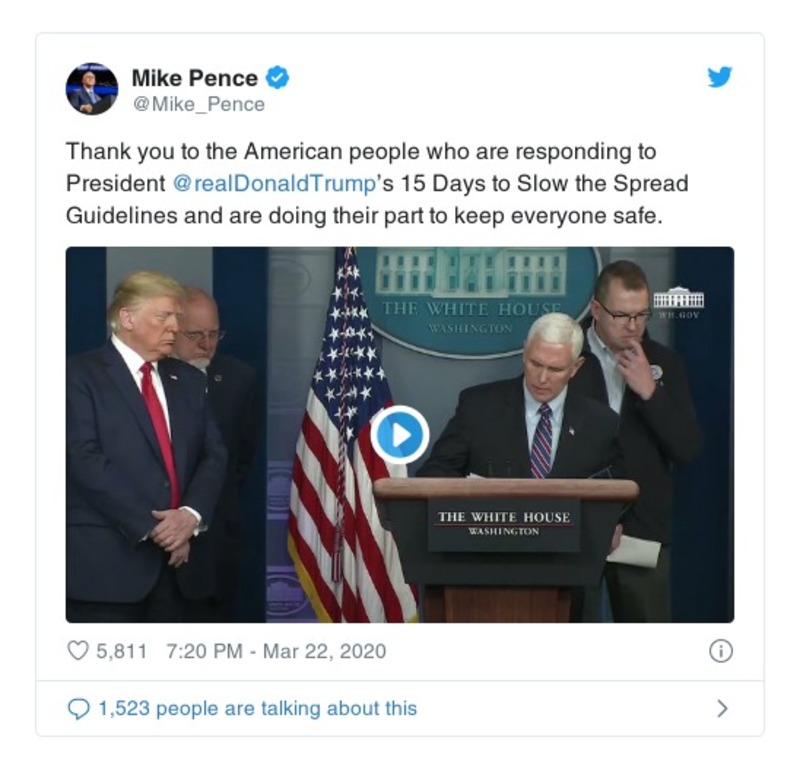 Mike Pence
@Mike_Pence
Thank you to the American people who are responding to
President @realDonaldTrump's 15 Days to Slow the Spread
Guidelines and are doing their part to keep everyone safe.
THE WHITE HOUSE
WASHINGTON
WH.GOV
THE WHITE HOUSE
WASHINGTON
5,811 7:20 PM - Mar 22, 2020
1,523 people are talking about this